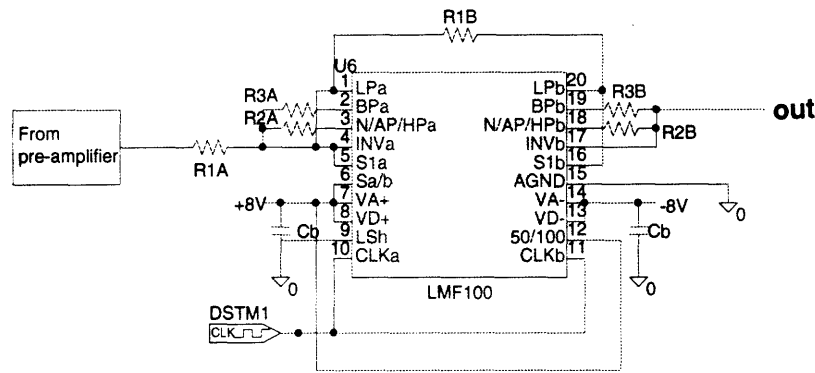 R1B
U6
1 LPa LPb 20
R3A 2 BPa BPb 19 R3B
R2A 3 N/AP/HPa N/AP/HPb 18 out
From
pre-amplifier
4 INVa INVb 17 R2B
R1A 5 S1a S1b 16
6 Sa/b AGND 15
+8V 7 VA+ VA- 14 -8V
8 VD+ VD- 13 0
Cb 9 LSh 50/100 12 Cb
10 CLKa CLKb 11
0 0
LMF100
DSTM1
CLK